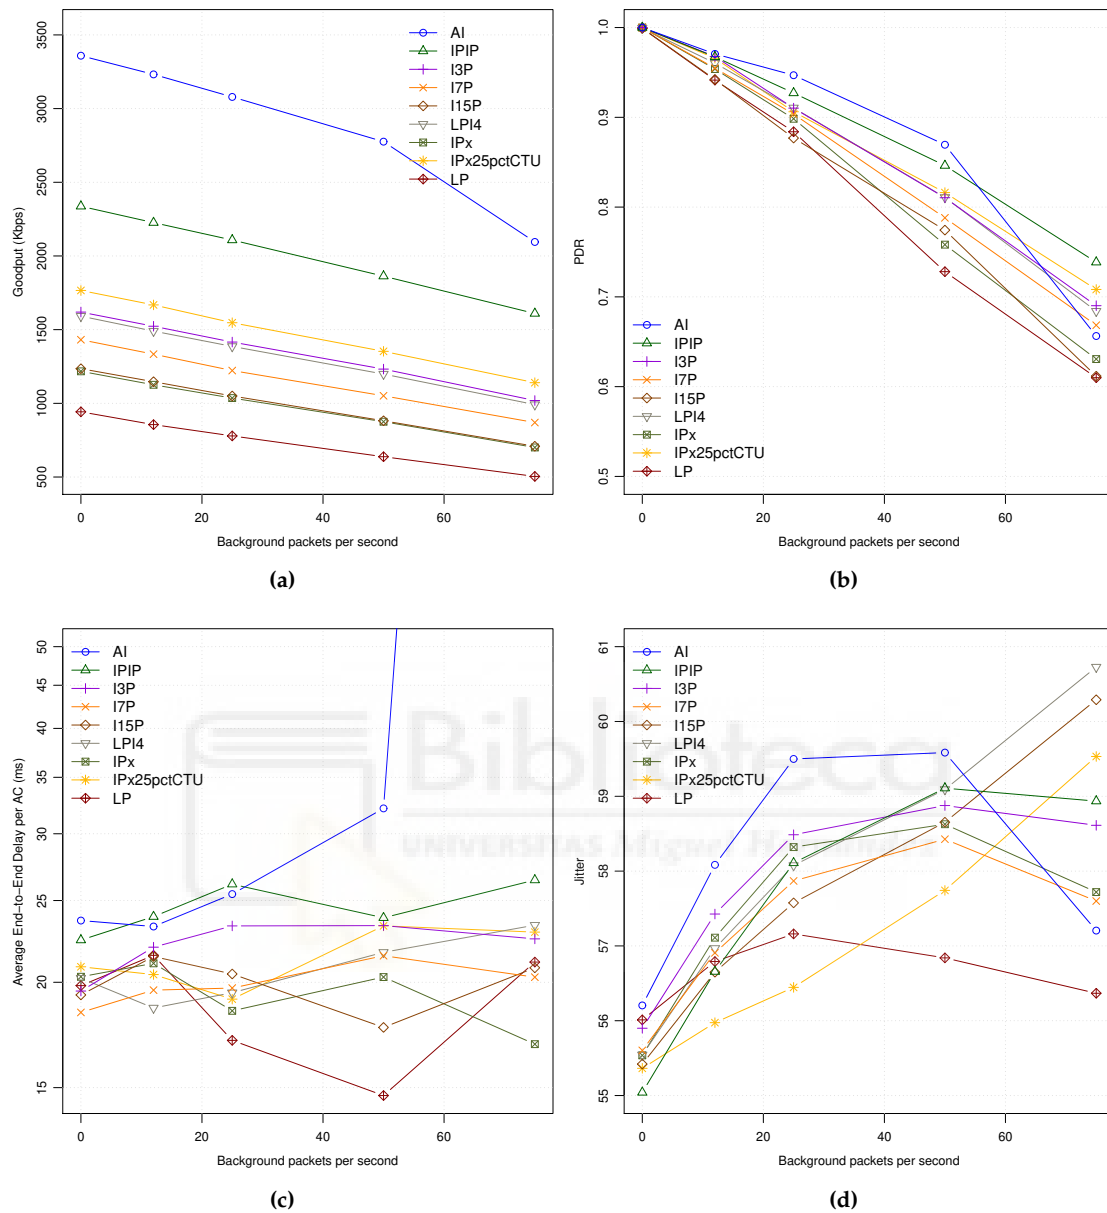 3500
3000
2500
2000
1500
1000
500
Goodput (Kbps)
AI
IPIP
I3P
I7P
I15P
LPI4
IPx
IPx25pctCTU
LP
0
20
40
60
Background packets per second
(a)
1.0
0.9
0.8
0.7
0.6
0.5
PDR
AI
IPIP
I3P
I7P
I15P
LPI4
IPx
IPx25pctCTU
LP
0
20
40
60
Background packets per second
(b)
50
45
40
35
30
25
20
15
Average End−to−End Delay per AC (ms)
AI
IPIP
I3P
I7P
I15P
LPI4
IPx
IPx25pctCTU
LP
0
20
40
60
Background packets per second
(c)
61
60
59
58
57
56
55
Jitter
AI
IPIP
I3P
I7P
I15P
LPI4
IPx
IPx25pctCTU
LP
0
20
40
60
Background packets per second
(d)
Biblioteca
UNIVERSITAS Miguel Hernández